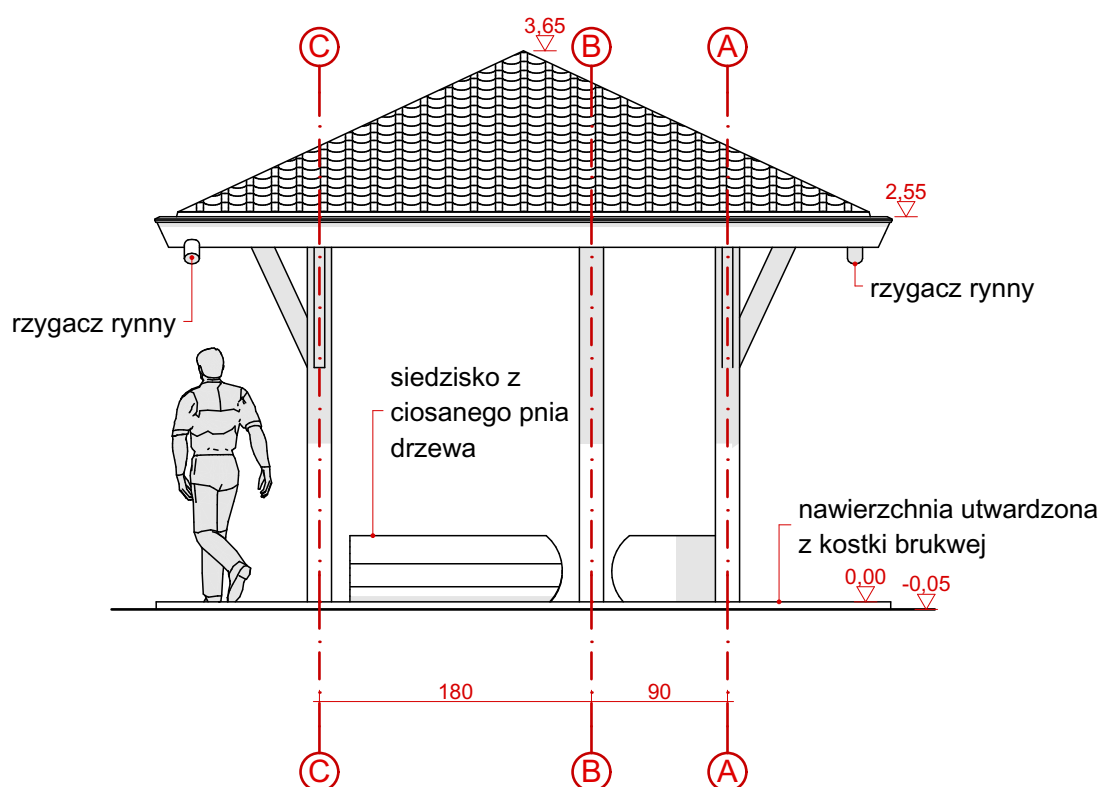 3,65
C
B
A
2,55
rzygacz rynny
rzygacz rynny
siedzisko z
ciosanego pnia
drzewa
nawierzchnia utwardzona
z kostki brukwej
0,00
-0,05
180
90
C
B
A